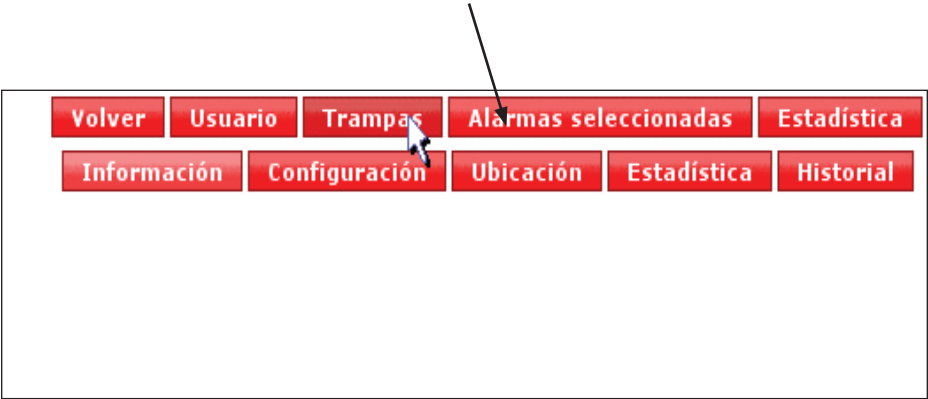 Volver Usuario Trampas Alarmas seleccionadas Estadística
Información Configuración Ubicación Estadística Historial